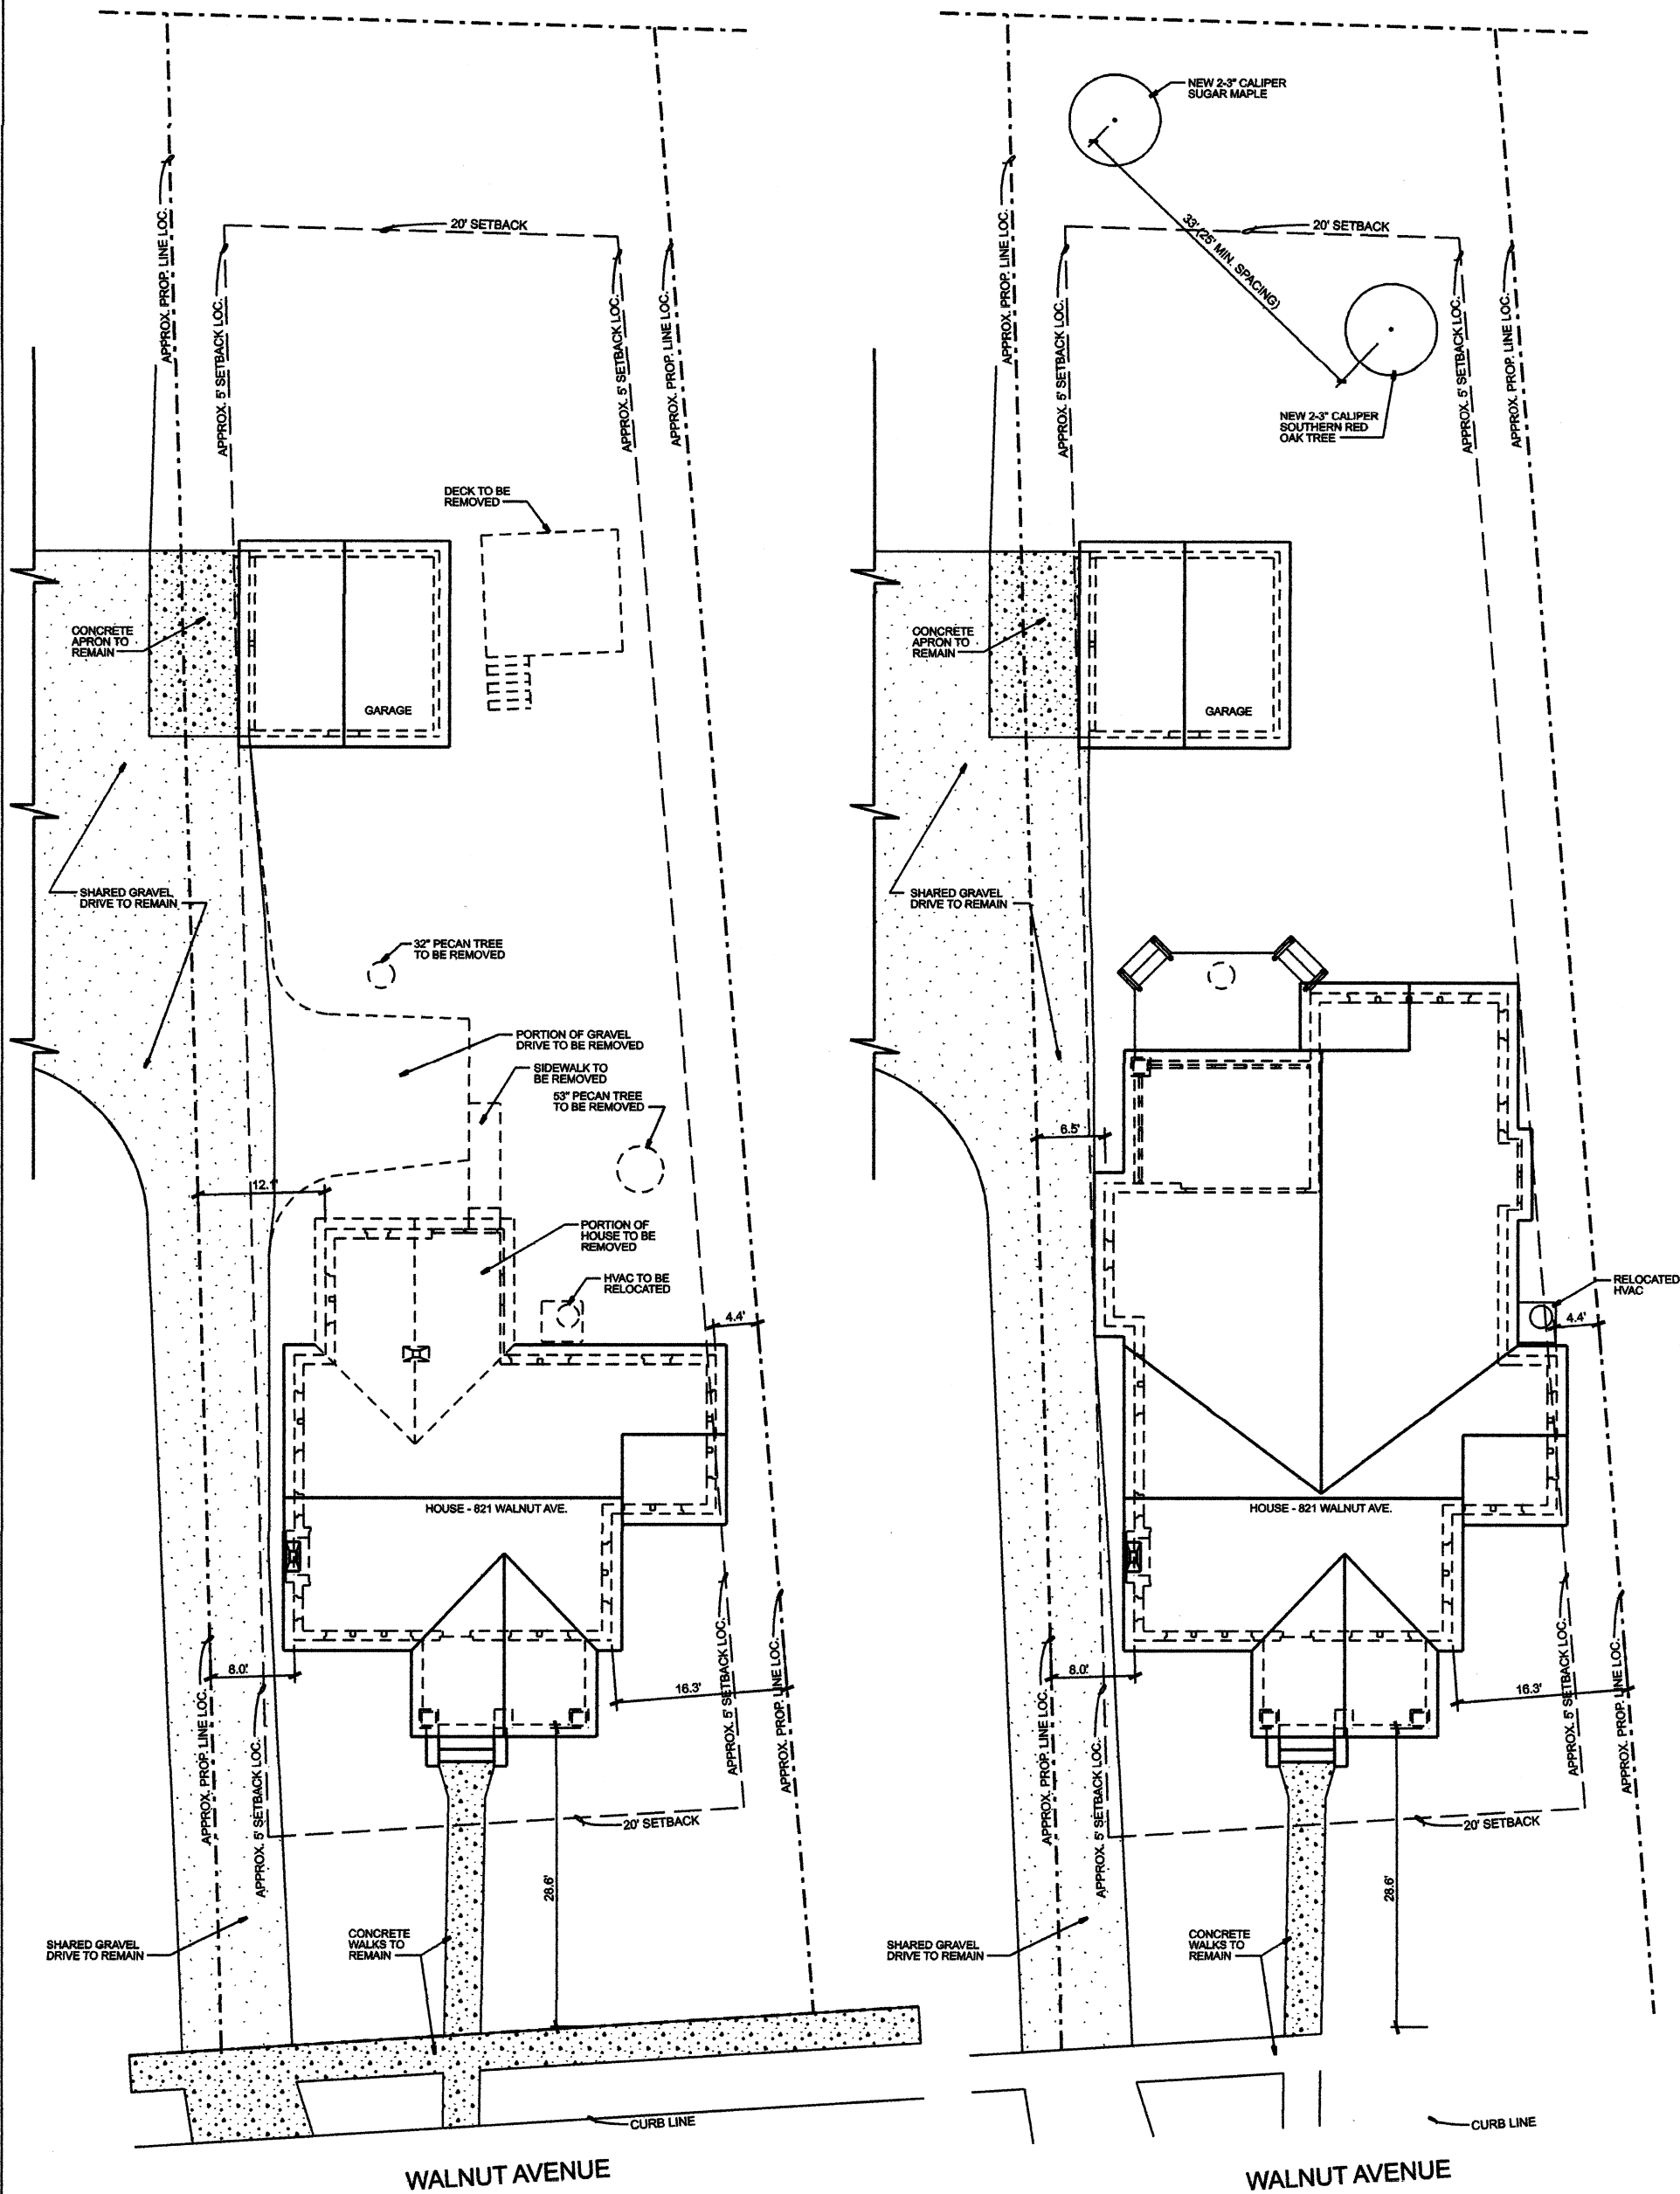 APPROX. PROP. LINE LOC.
APPROX. 5' SETBACK LOC.
20' SETBACK
APPROX. 5' SETBACK LOC.
APPROX. PROP. LINE LOC.
DECK TO BE
REMOVED
CONCRETE
APRON TO
REMAIN
GARAGE
SHARED GRAVEL
DRIVE TO REMAIN
32" PECAN TREE
TO BE REMOVED
PORTION OF GRAVEL
DRIVE TO BE REMOVED
SIDEWALK TO
BE REMOVED
53" PECAN TREE
TO BE REMOVED
12.1'
PORTION OF
HOUSE TO BE
REMOVED
HVAC TO BE
RELOCATED
4.4'
HOUSE - 821 WALNUT AVE.
8.0'
16.3'
APPROX. PROP. LINE LOC.
APPROX. 5' SETBACK LOC.
APPROX. 5' SETBACK LOC.
APPROX. PROP. LINE LOC.
20' SETBACK
28.6'
SHARED GRAVEL
DRIVE TO REMAIN
CONCRETE
WALKS TO
REMAIN
CURB LINE
WALNUT AVENUE
NEW 2-3" CALIPER
SUGAR MAPLE
APPROX. PROP. LINE LOC.
APPROX. 5' SETBACK LOC.
20' SETBACK
33' (25' MIN. SPACING)
APPROX. 5' SETBACK LOC.
APPROX. PROP. LINE LOC.
NEW 2-3" CALIPER
SOUTHERN RED
OAK TREE
CONCRETE
APRON TO
REMAIN
GARAGE
SHARED GRAVEL
DRIVE TO REMAIN
6.5'
RELOCATED
HVAC
4.4'
HOUSE - 821 WALNUT AVE.
8.0'
16.3'
APPROX. PROP. LINE LOC.
APPROX. 5' SETBACK LOC.
APPROX. 5' SETBACK LOC.
APPROX. PROP. LINE LOC.
20' SETBACK
28.6'
SHARED GRAVEL
DRIVE TO REMAIN
CONCRETE
WALKS TO
REMAIN
CURB LINE
WALNUT AVENUE